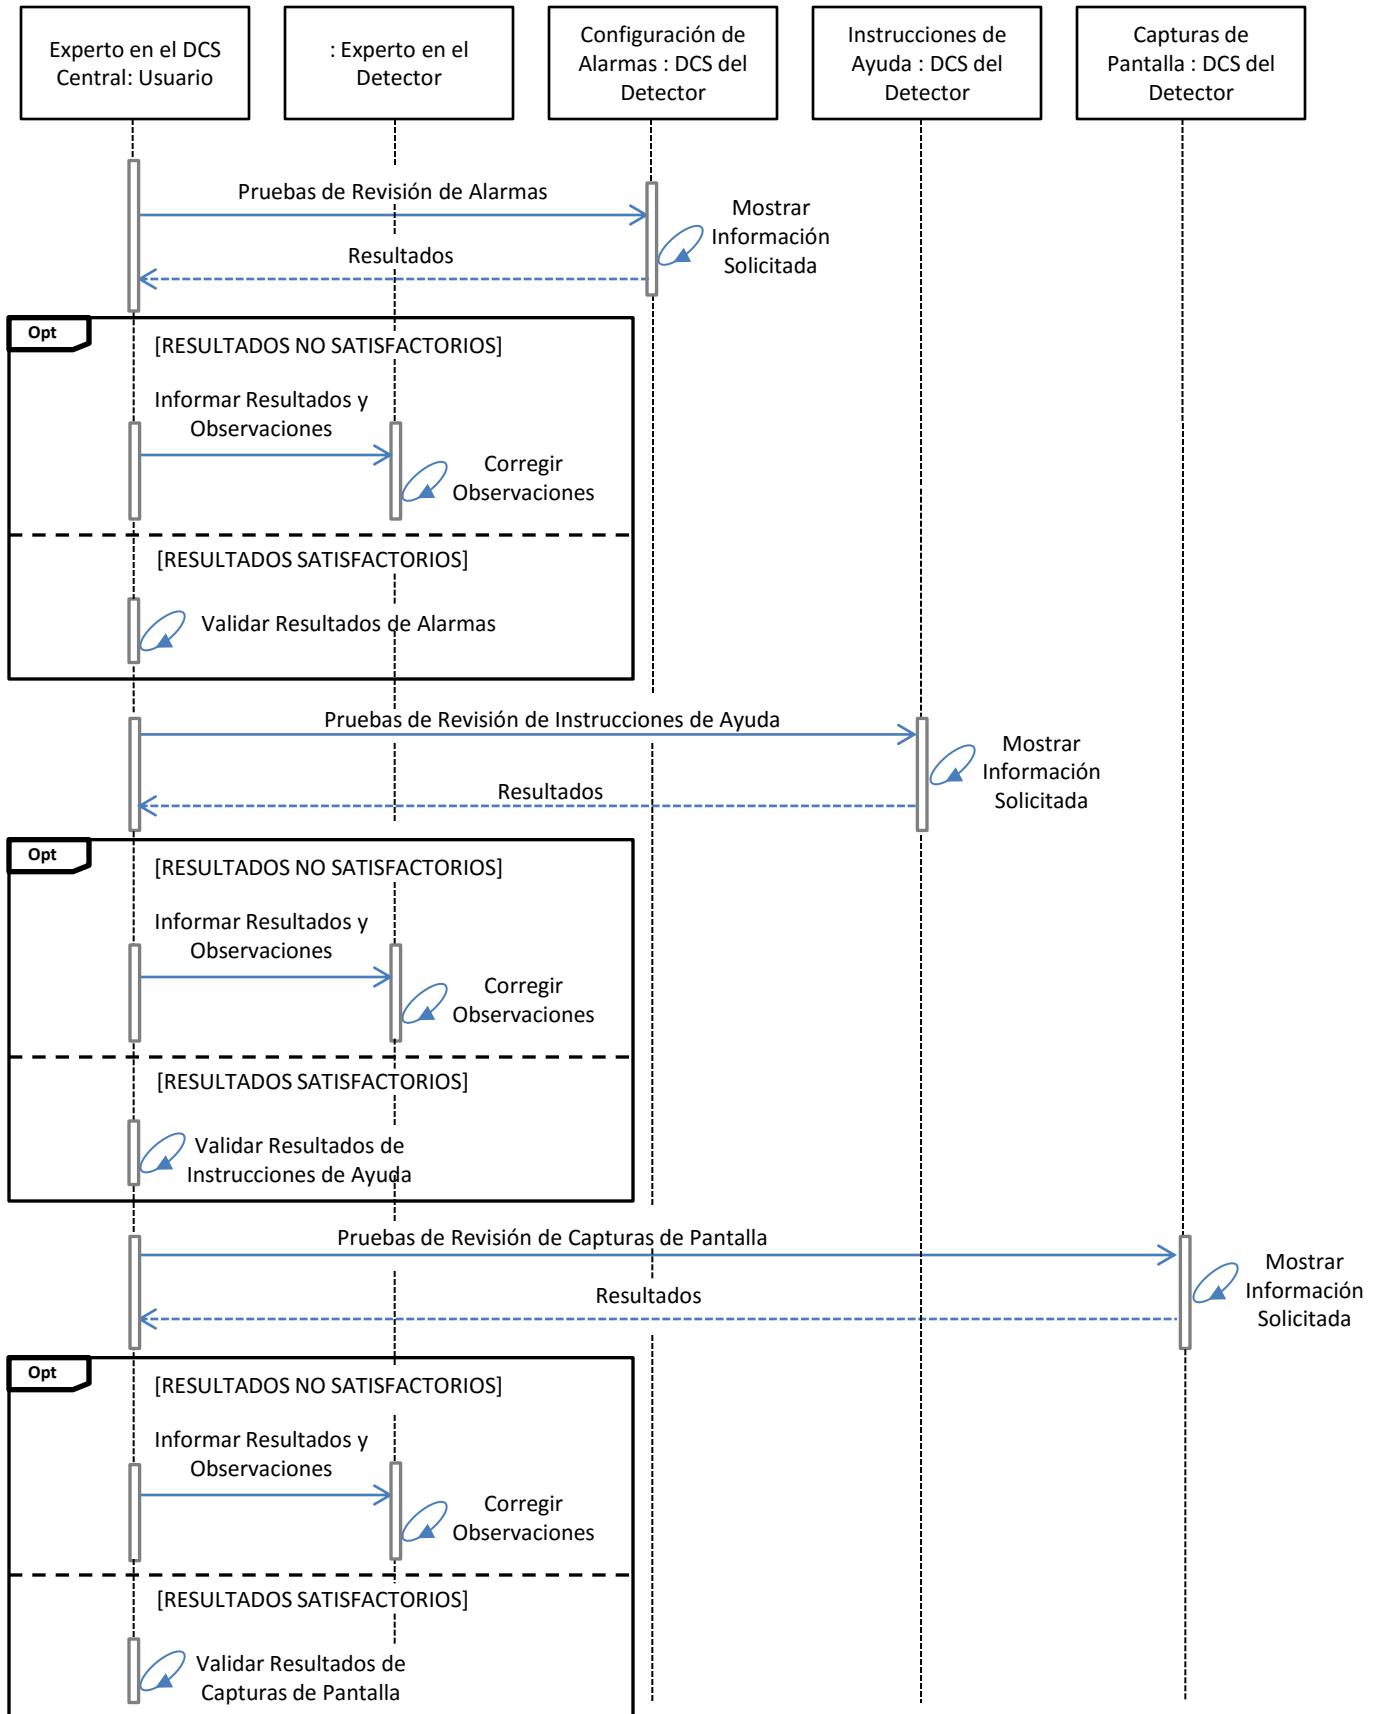 Experto en el DCS
Central: Usuario
: Experto en el
Detector
Configuración de
Alarmas : DCS del
Detector
Instrucciones de
Ayuda : DCS del
Detector
Capturas de
Pantalla : DCS del
Detector
Pruebas de Revisión de Alarmas
Mostrar
Información
Solicitada
Resultados
Opt
[RESULTADOS NO SATISFACTORIOS]
Informar Resultados y
Observaciones
Corregir
Observaciones
[RESULTADOS SATISFACTORIOS]
Validar Resultados de Alarmas
Pruebas de Revisión de Instrucciones de Ayuda
Mostrar
Información
Solicitada
Resultados
Opt
[RESULTADOS NO SATISFACTORIOS]
Informar Resultados y
Observaciones
Corregir
Observaciones
[RESULTADOS SATISFACTORIOS]
Validar Resultados de
Instrucciones de Ayuda
Pruebas de Revisión de Capturas de Pantalla
Mostrar
Información
Solicitada
Resultados
Opt
[RESULTADOS NO SATISFACTORIOS]
Informar Resultados y
Observaciones
Corregir
Observaciones
[RESULTADOS SATISFACTORIOS]
Validar Resultados de
Capturas de Pantalla